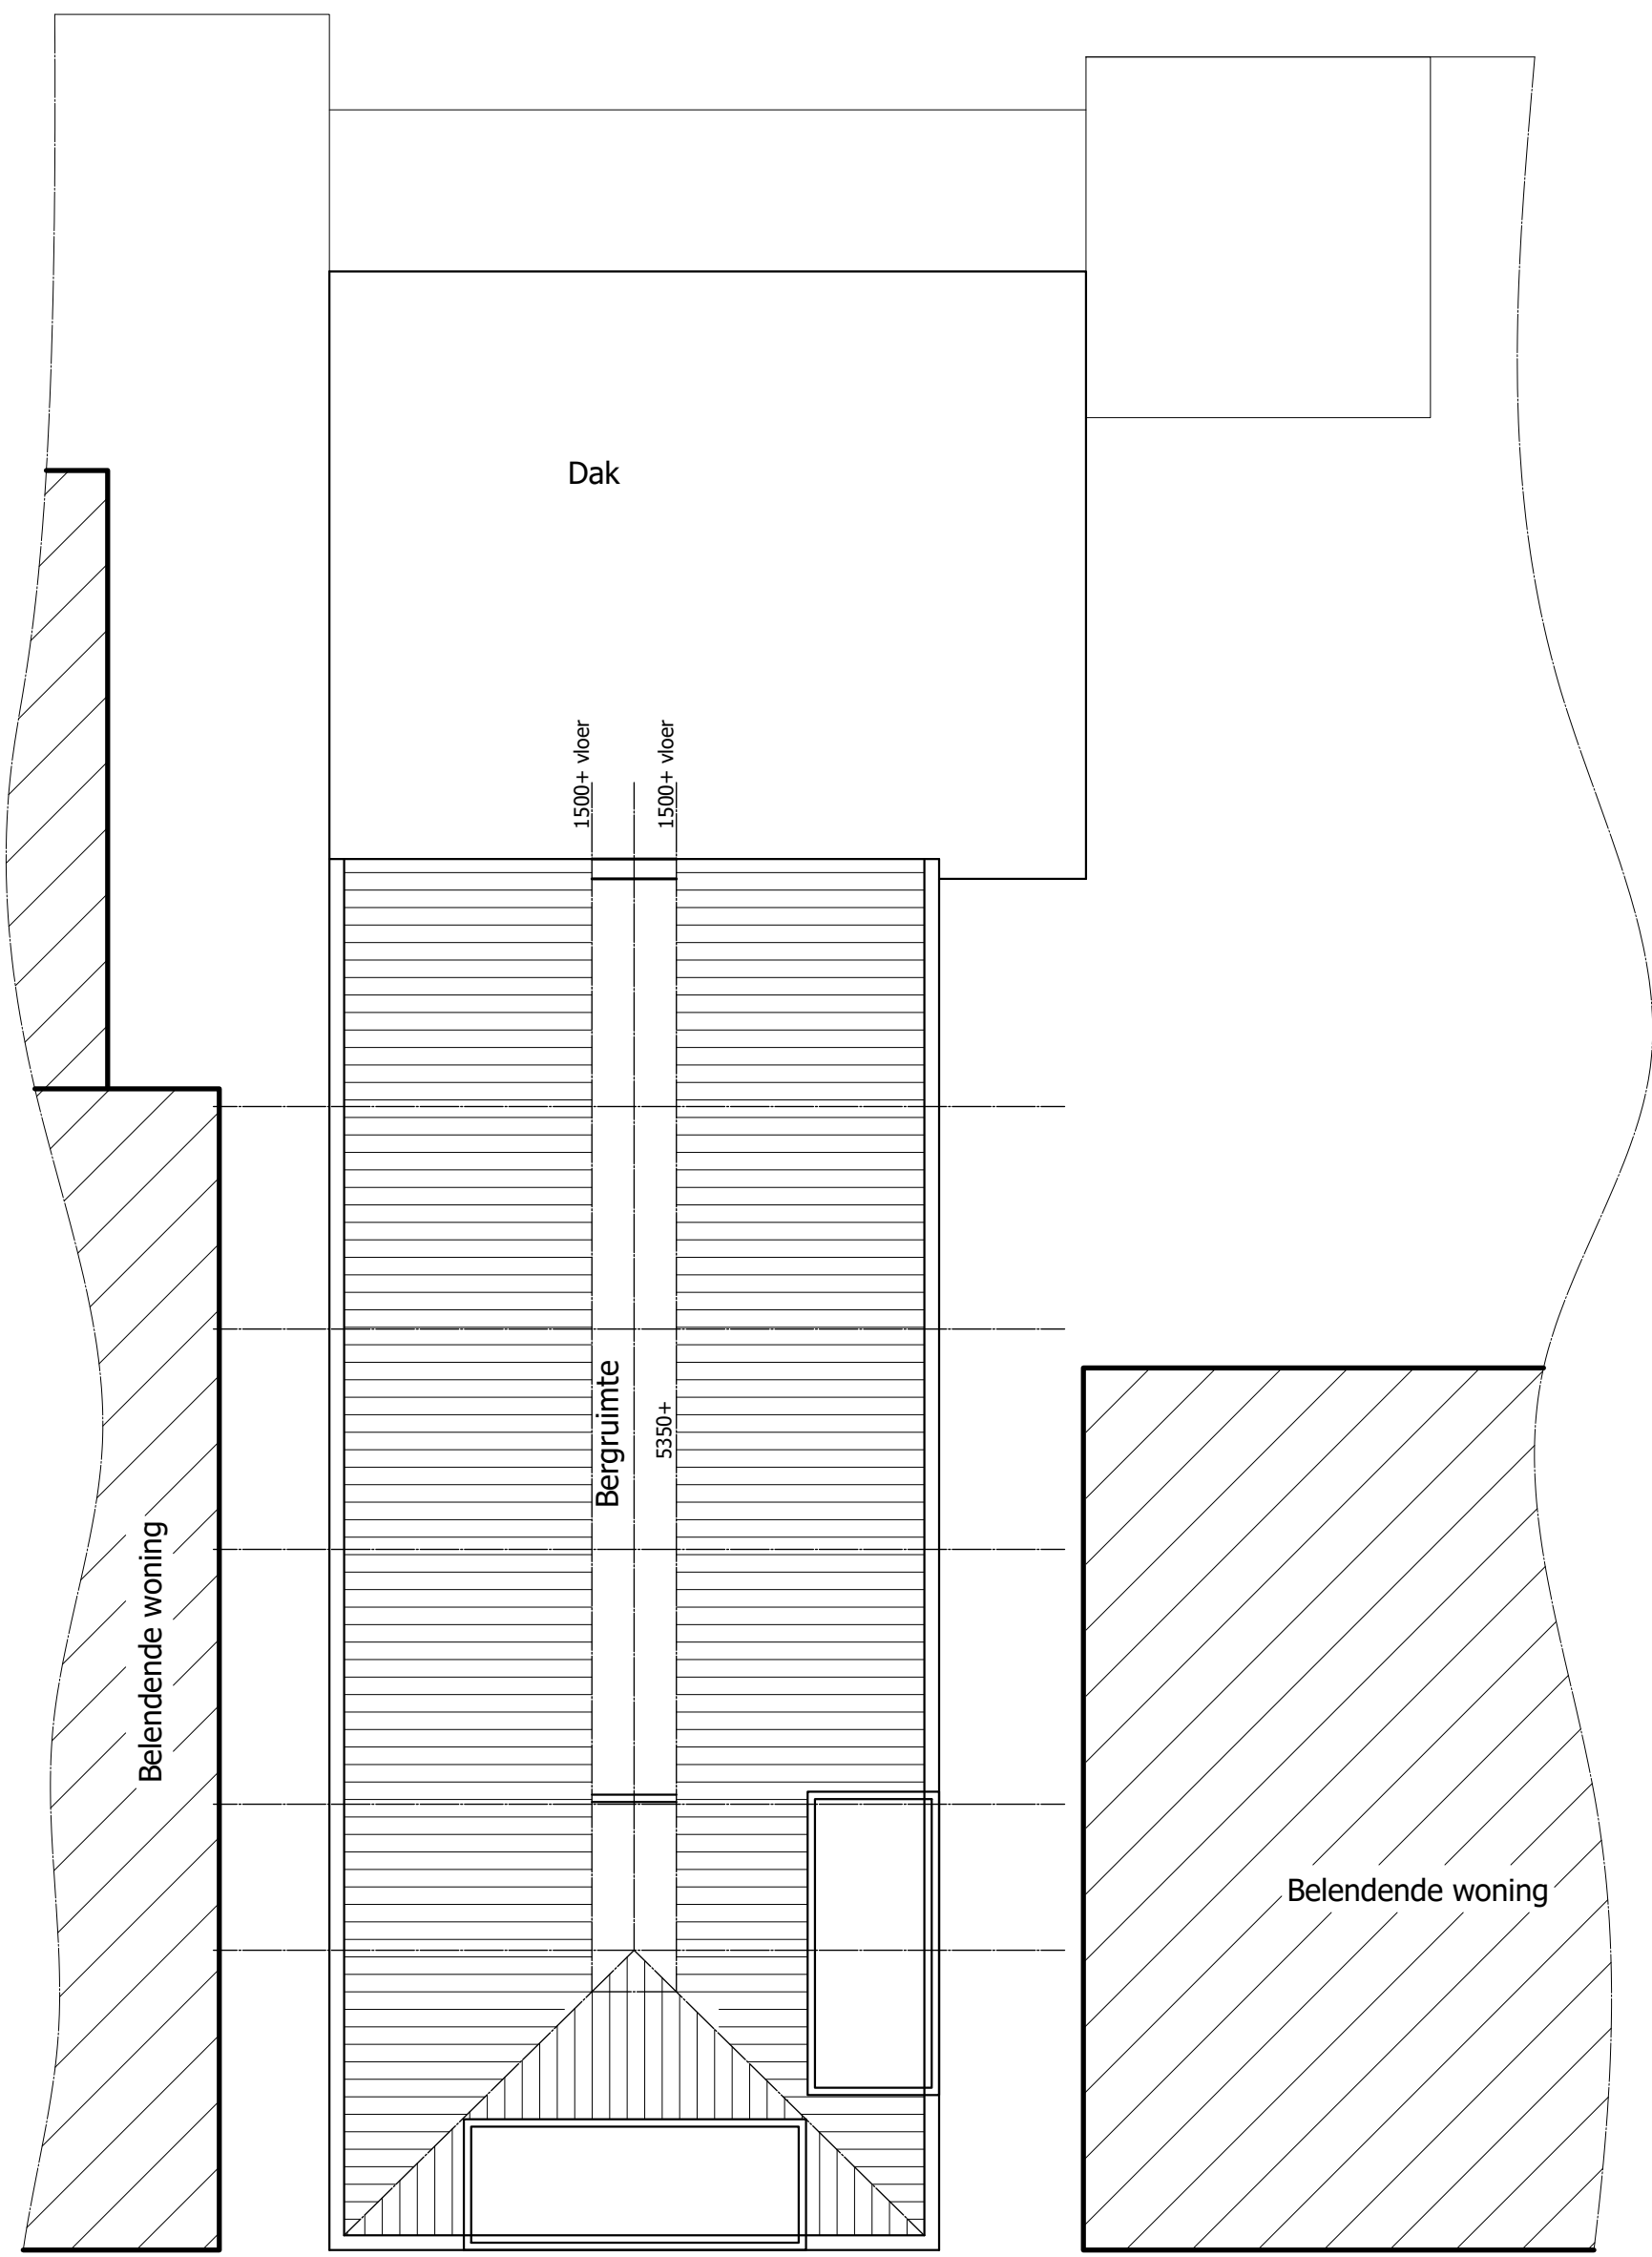 Dak
1500+ vloer
1500+ vloer
Bergruimte
5350+
Belendende woning
Belendende woning